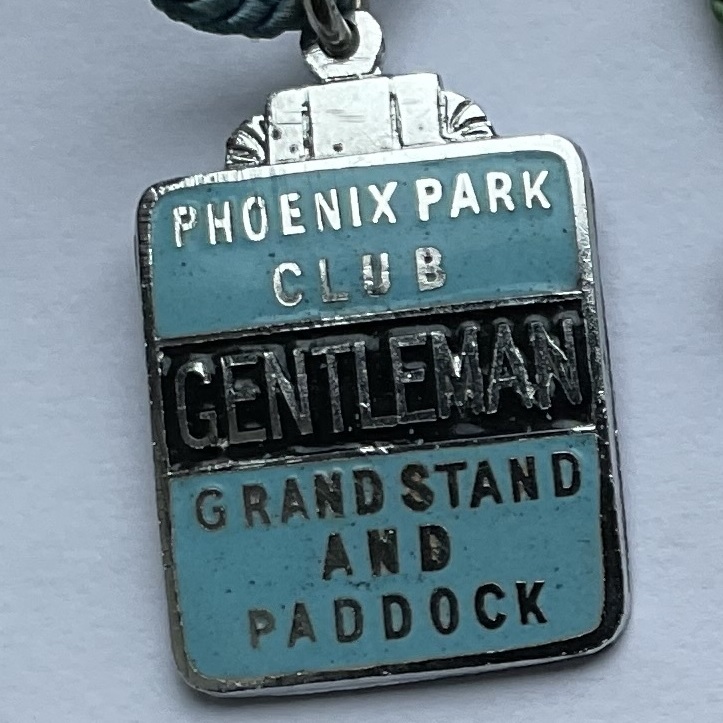 PHOENIX PARK
CLUB
GENTLEMAN
GRAND STAND
AND
PADDOCK